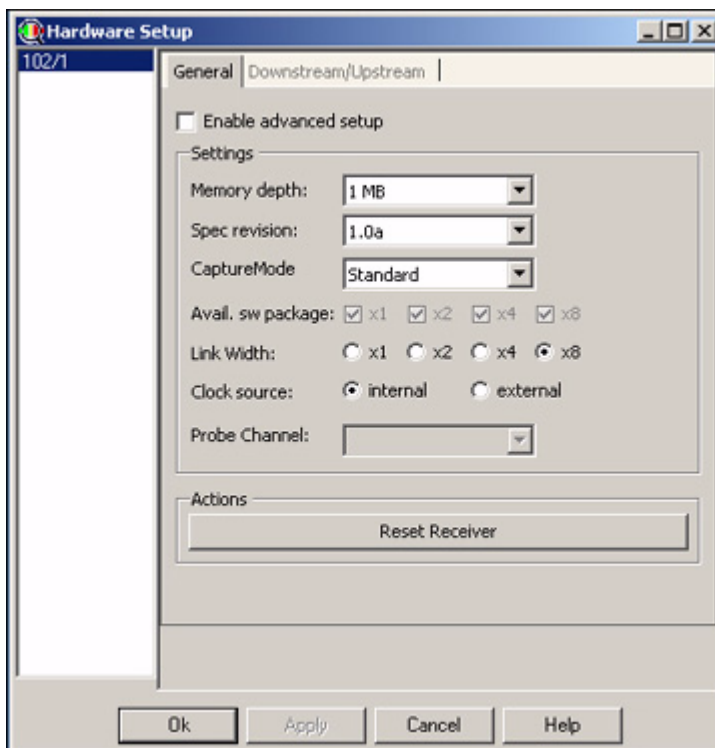 Hardware Setup
102/1
General Downstream/Upstream
Enable advanced setup
Settings
Memory depth: 1 MB
Spec revision: 1.0a
CaptureMode Standard
Avail. sw package: x1 x2 x4 x8
Link Width: x1 x2 x4 x8
Clock source: internal external
Probe Channel:
Actions
Reset Receiver
Ok Apply Cancel Help